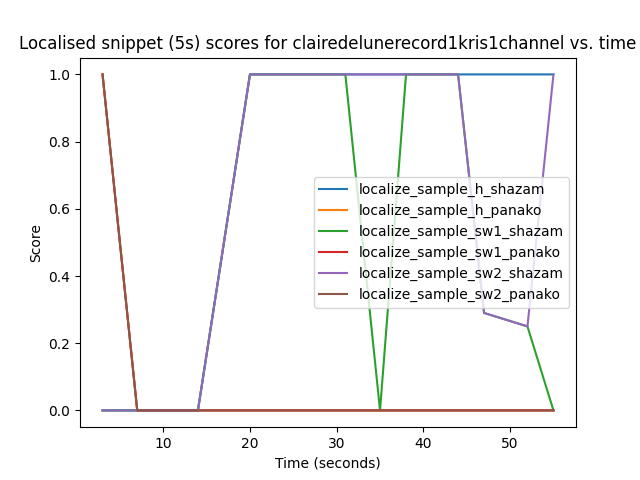 Localised snippet (5s) scores for clairedelunerecord1kris1channel vs. time
1.0
0.8
0.6
0.4
0.2
0.0
Score
localize_sample_h_shazam
localize_sample_h_panako
localize_sample_sw1_shazam
localize_sample_sw1_panako
localize_sample_sw2_shazam
localize_sample_sw2_panako
10 20 30 40 50
Time (seconds)